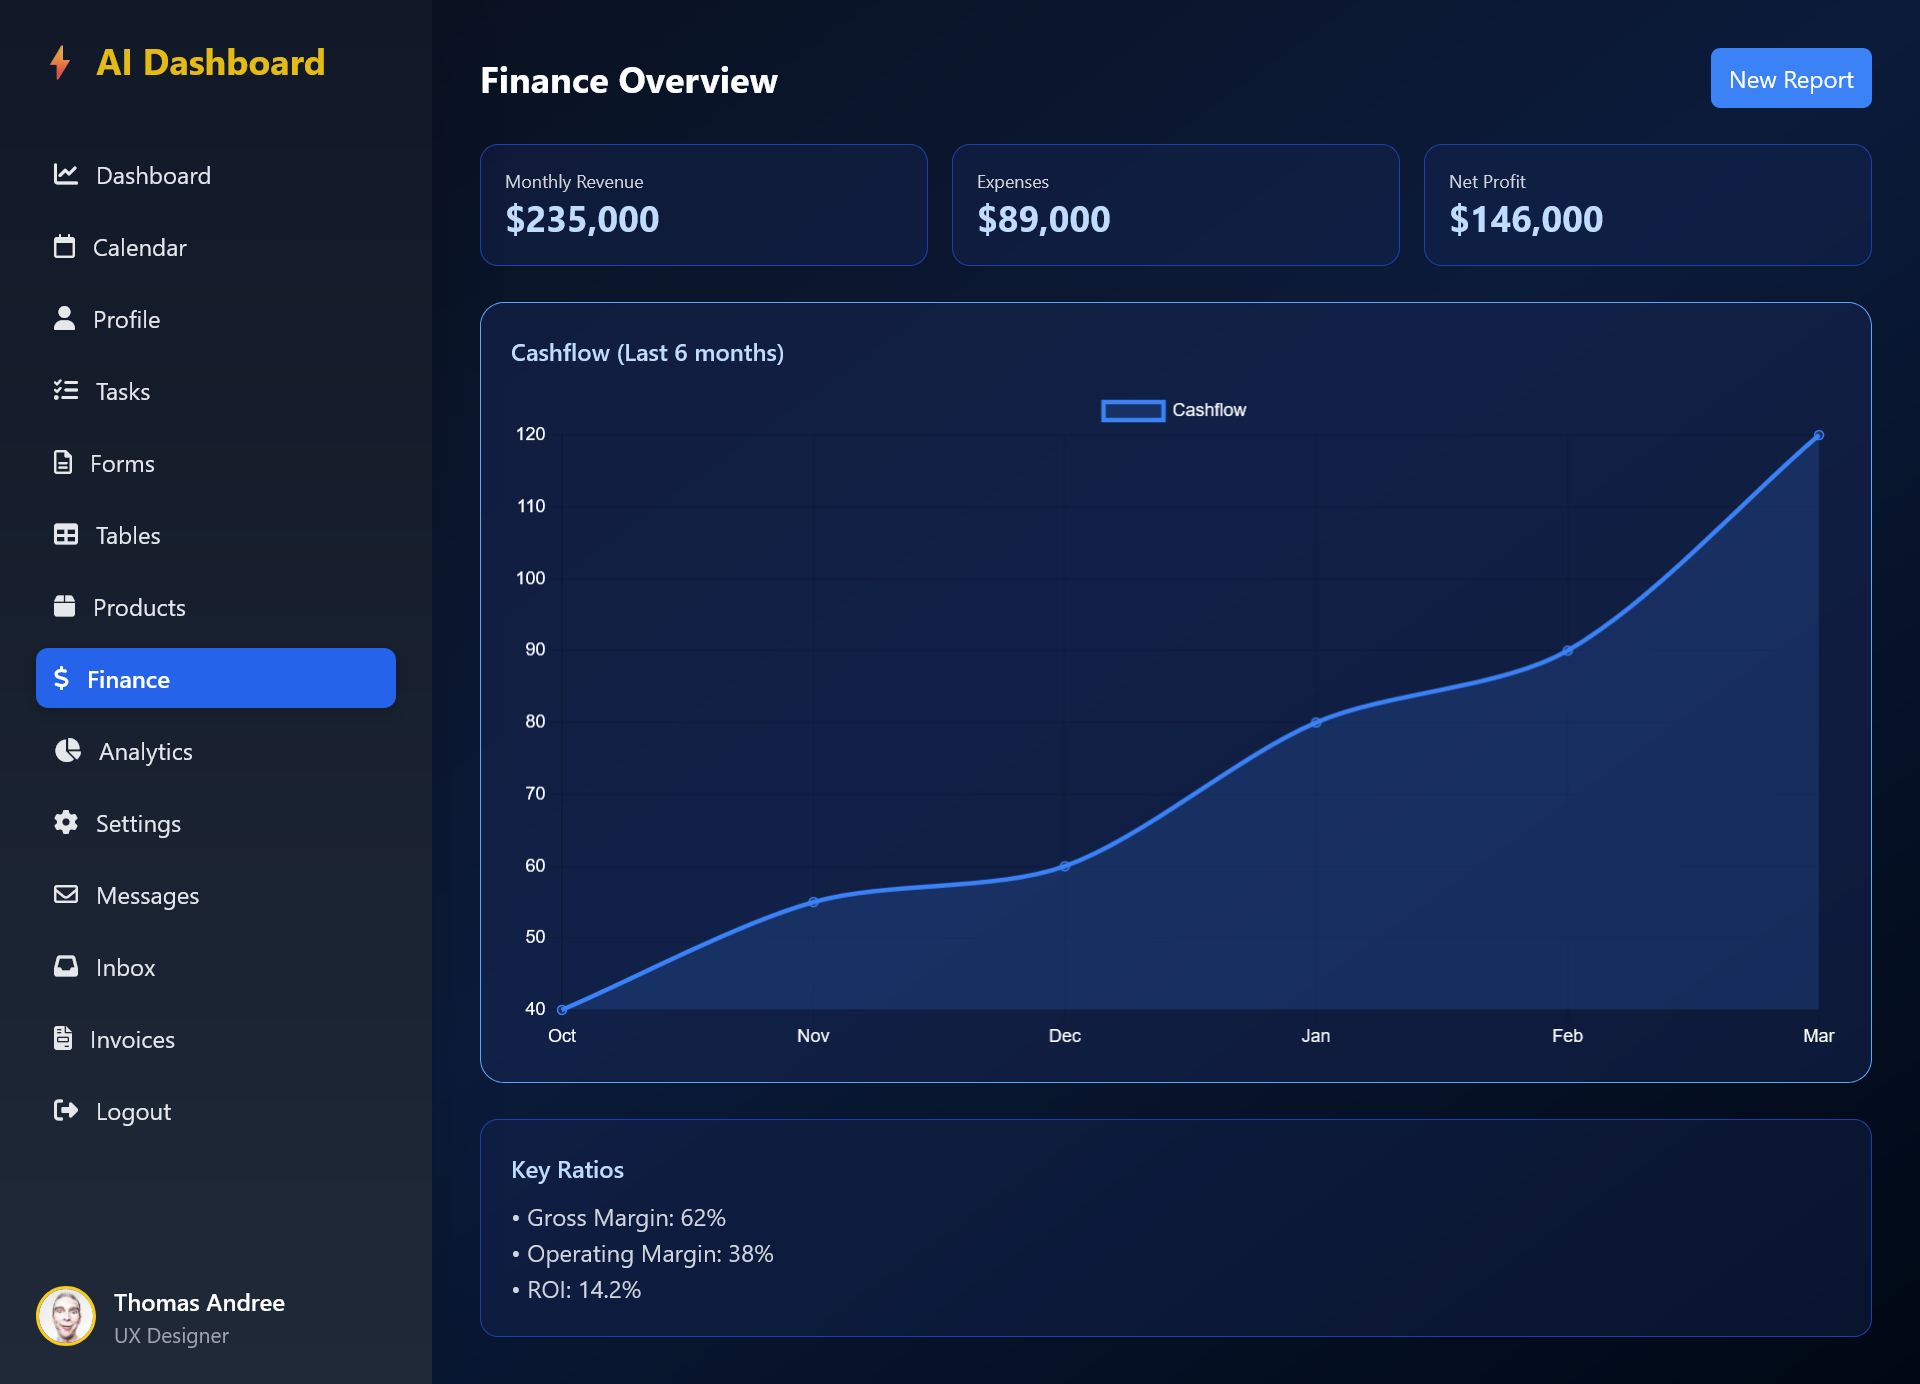 AI Dashboard
Dashboard
Calendar
Profile
Tasks
Forms
Tables
Products
Finance
Analytics
Settings
Messages
Inbox
Invoices
Logout
Thomas Andree
UX Designer
Finance Overview
New Report
Monthly Revenue
$235,000
Expenses
$89,000
Net Profit
$146,000
Cashflow (Last 6 months)
Cashflow
120
110
100
90
80
70
60
50
40
Oct Nov Dec Jan Feb Mar
Key Ratios
• Gross Margin: 62%
• Operating Margin: 38%
• ROI: 14.2%